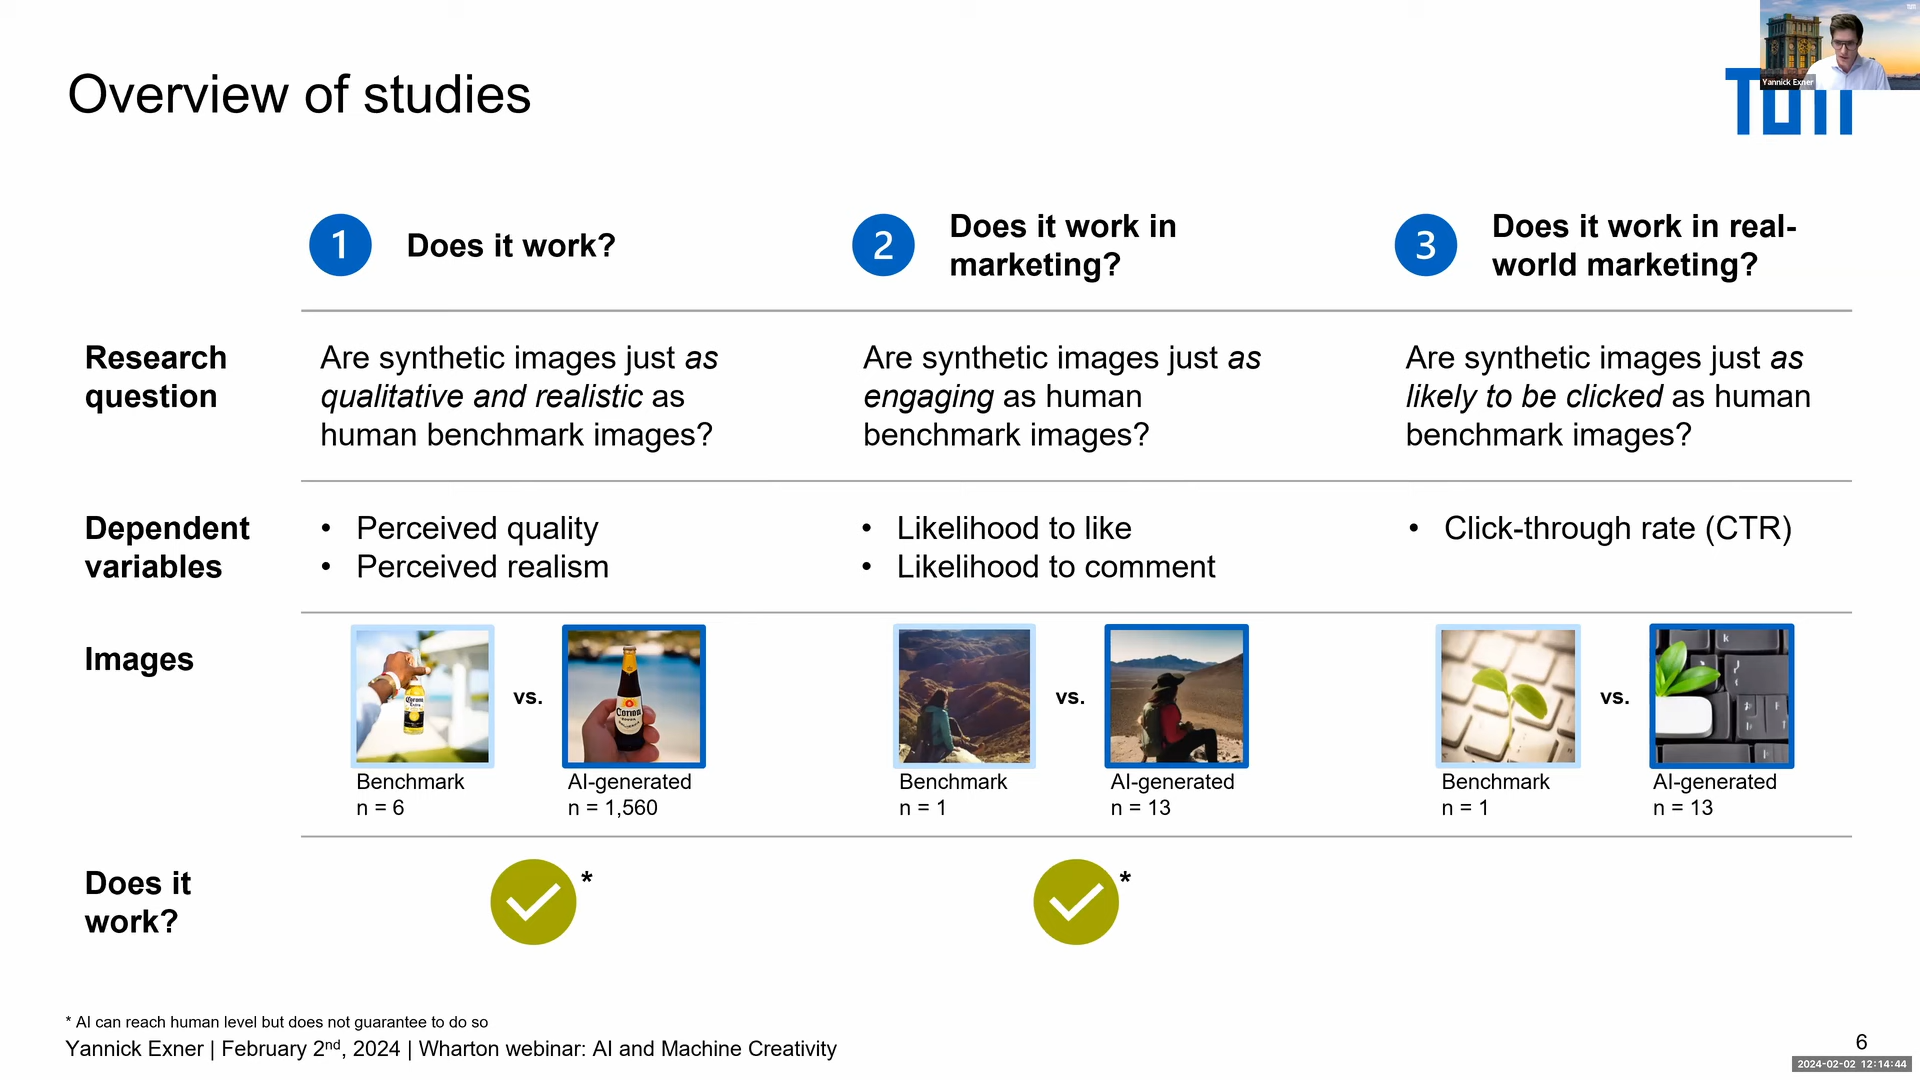 Overview of studies
Yannick Exner
TUM
1 Does it work?
2 Does it work in
marketing?
3 Does it work in real-
world marketing?
Research
question
Are synthetic images just as
qualitative and realistic as
human benchmark images?
Are synthetic images just as
engaging as human
benchmark images?
Are synthetic images just as
likely to be clicked as human
benchmark images?
Dependent
variables
• Perceived quality
• Perceived realism
• Likelihood to like
• Likelihood to comment
• Click-through rate (CTR)
Images
Corona
vs.
Corona
vs.
vs.
Benchmark
n = 6
AI-generated
n = 1,560
Benchmark
n = 1
AI-generated
n = 13
Benchmark
n = 1
AI-generated
n = 13
Does it
work?
*
*
* AI can reach human level but does not guarantee to do so
Yannick Exner | February 2nd, 2024 | Wharton webinar: AI and Machine Creativity
6
2024-02-02 12:14:44